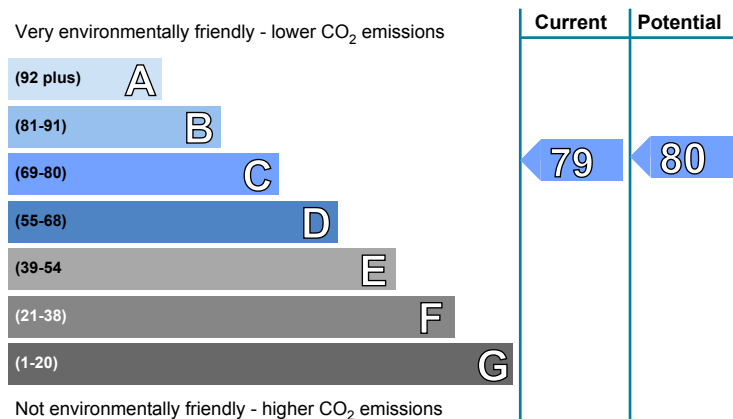 Very environmentally friendly - lower CO₂ emissions
Current
Potential
(92 plus) A
(81-91) B
(69-80) C
(55-68) D
(39-54 E
(21-38) F
(1-20) G
79
80
Not environmentally friendly - higher CO₂ emissions